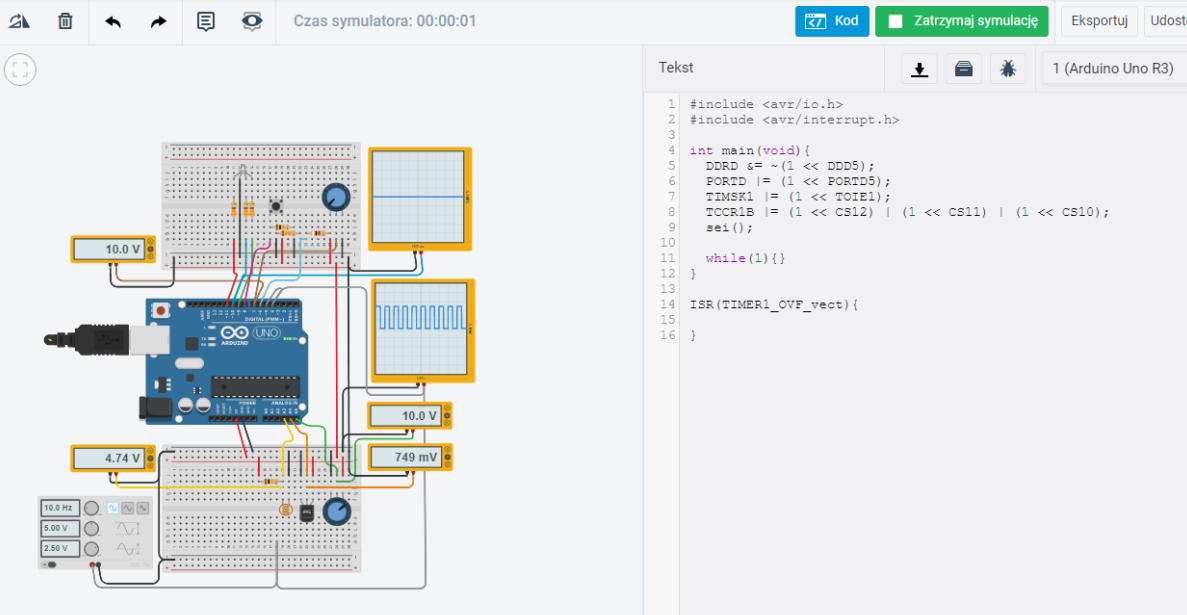 Czas symulatora: 00:00:01
Kod
Zatrzymaj symulację
Eksportuj
Udost
Tekst
1 (Arduino Uno R3)
1 #include <avr/io.h>
2 #include <avr/interrupt.h>
3
4 int main(void){
5 DDRD &= ~(1 << DDD5);
6 PORTD |= (1 << PORTD5);
7 TIMSK1 |= (1 << TOIE1);
8 TCCR1B |= (1 << CS12) | (1 << CS11) | (1 << CS10);
9 sei();
10
11 while(1){}
12 }
13
14 ISR(TIMER1_OVF_vect){
15
16 }
10.0 V
DIGITAL (PWM~)
UNO
ARDUINO
POWER
ANALOG IN
10.0 V
4.74 V
749 mV
10.0 Hz
5.00 V
2.50 V